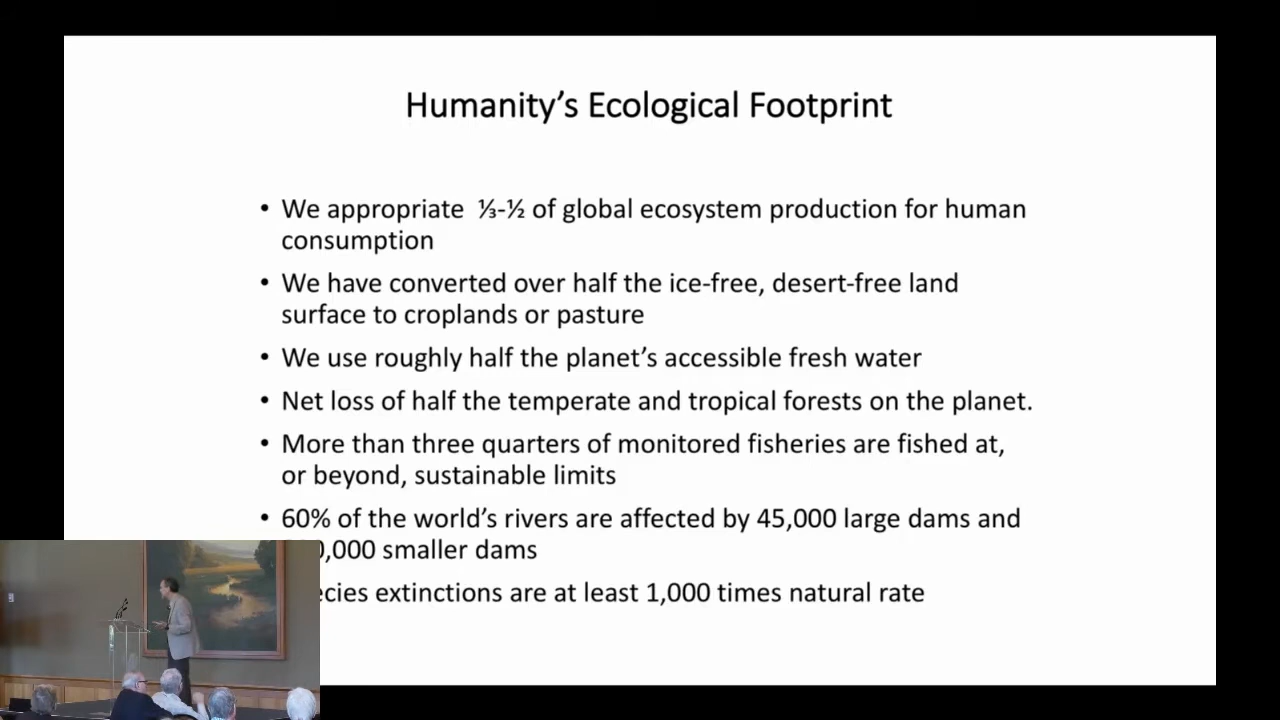 Humanity's Ecological Footprint
• We appropriate ⅓-½ of global ecosystem production for human
consumption
• We have converted over half the ice-free, desert-free land
surface to croplands or pasture
• We use roughly half the planet's accessible fresh water
• Net loss of half the temperate and tropical forests on the planet.
• More than three quarters of monitored fisheries are fished at,
or beyond, sustainable limits
• 60% of the world's rivers are affected by 45,000 large dams and
smaller dams
extinctions are at least 1,000 times natural rate